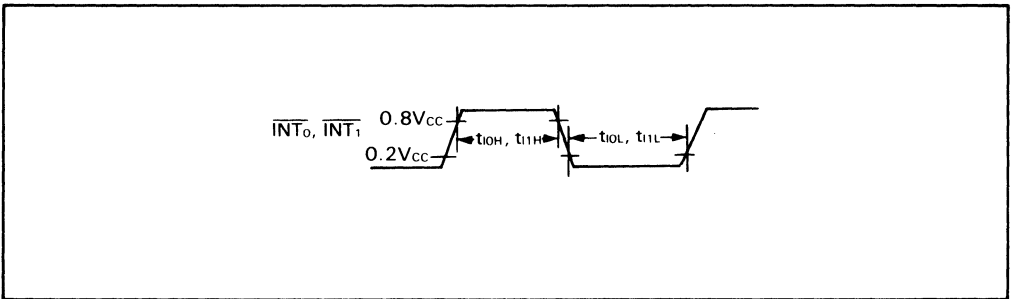 0.8Vcc
INT0, INT1
tI0H, tI1H
tI0L, tI1L
0.2Vcc